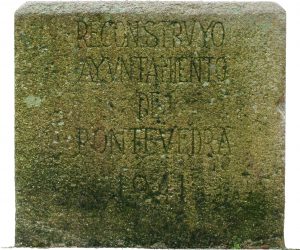 RECONSTRVYO
AYVNTAMIENTO
DE
PONTEVEDRA
1941